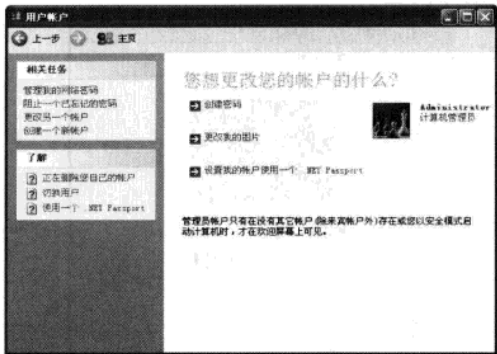 用户帐户
上一步 主页
相关任务
管理我的网络密码
阻止一个已忘记的密码
更改另一个帐户
创建一个新帐户
了解
正在删除您自己的帐户
切换用户
使用一个 .NET Passport
您想更改您的帐户的什么?
创建密码
更改我的图片
设置我的帐户使用一个 .NET Passport
Administrator
计算机管理员
管理员帐户只有在没有其它帐户(除来宾帐户外)存在或您以安全模式启
动计算机时，才在欢迎屏幕上可见。